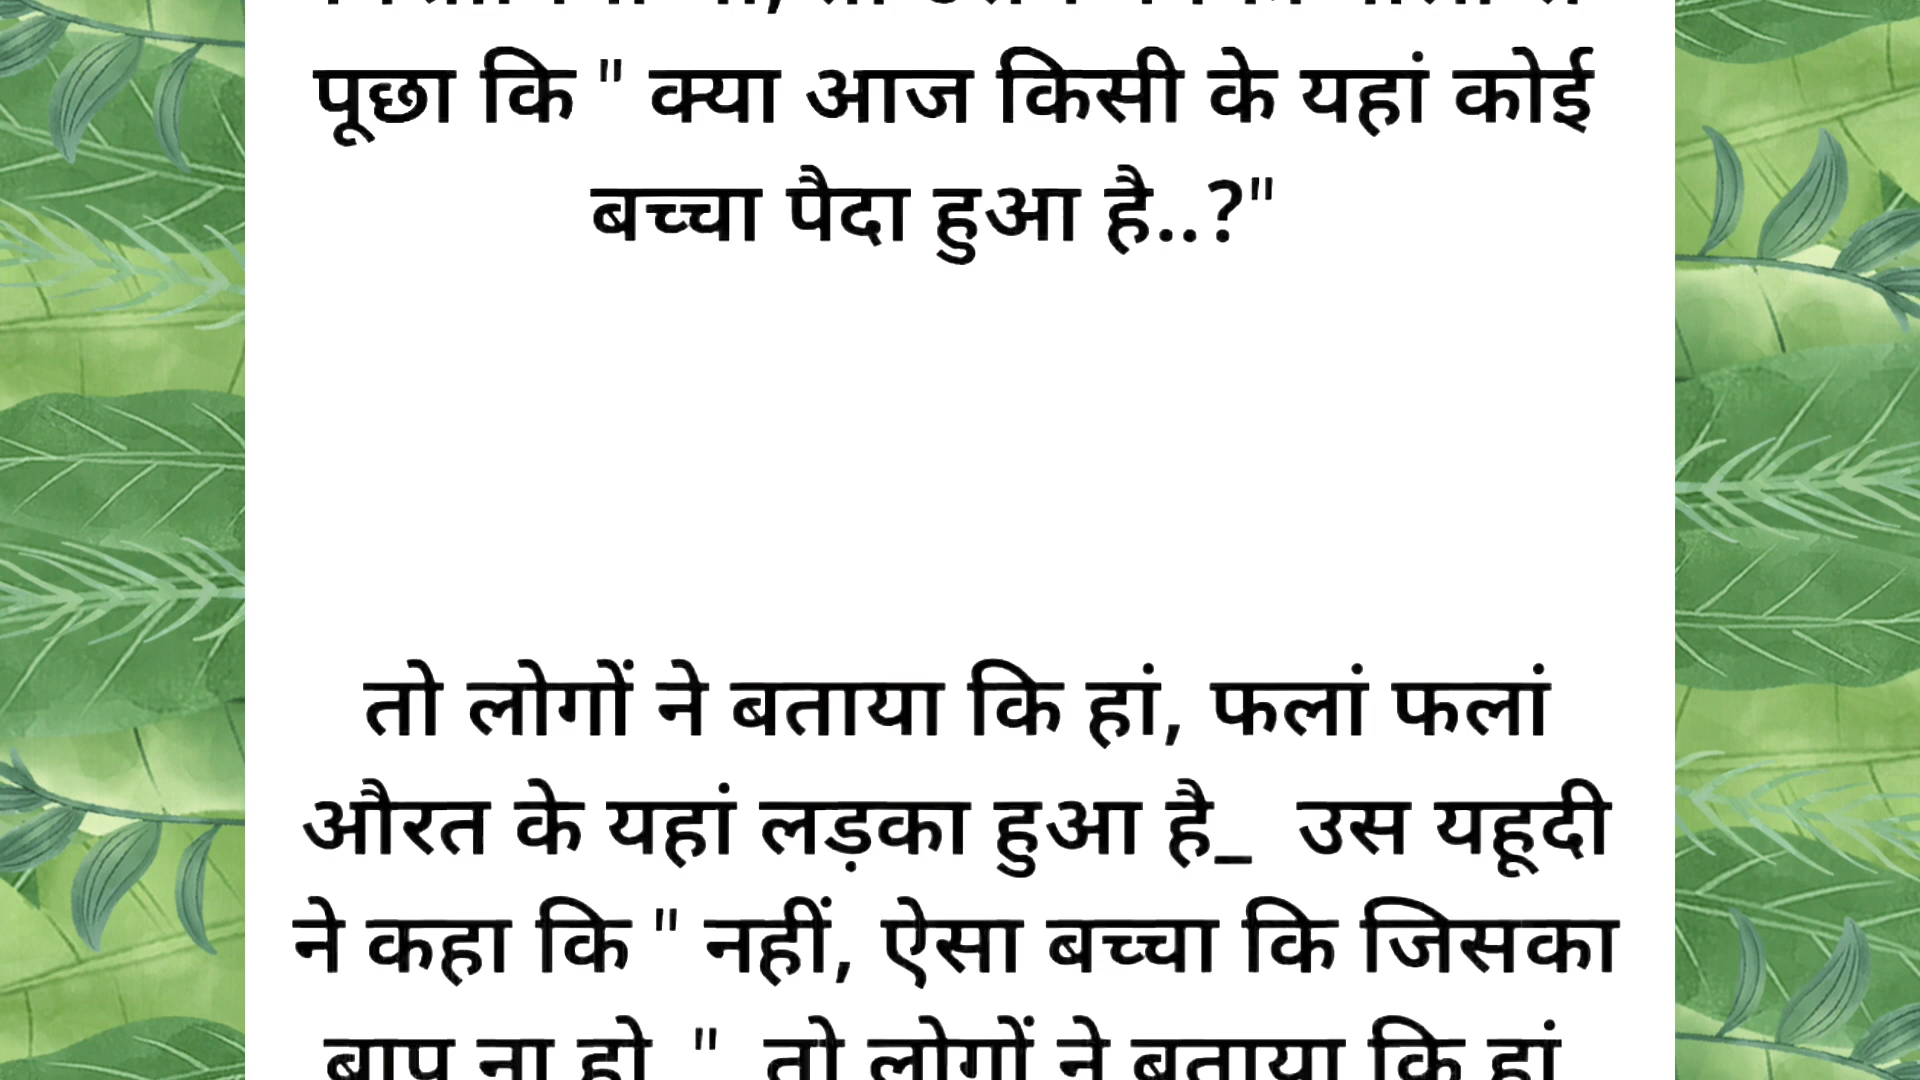 पूछा कि " क्या आज किसी के यहां कोई
बच्चा पैदा हुआ है..?"
तो लोगों ने बताया कि हां, फलां फलां
औरत के यहां लड़का हुआ है_ उस यहूदी
ने कहा कि " नहीं, ऐसा बच्चा कि जिसका
बाप ना हो " तो लोगों ने बताया कि हां